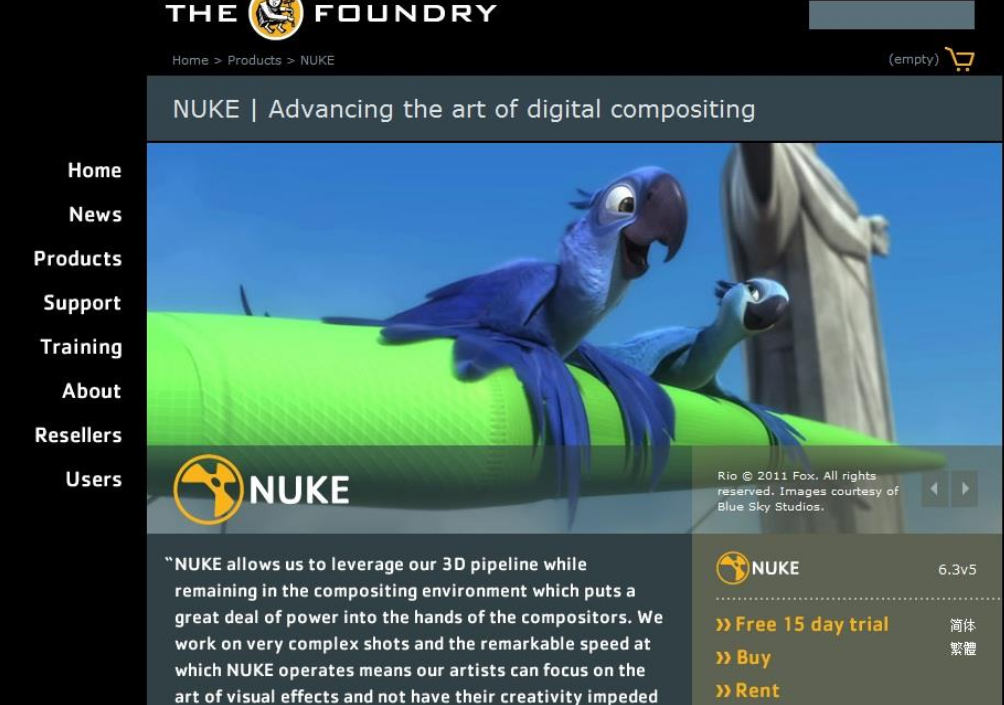 THE FOUNDRY
Home > Products > NUKE
(empty)
NUKE | Advancing the art of digital compositing
Home
News
Products
Support
Training
About
Resellers
Users
NUKE
Rio © 2011 Fox. All rights
reserved. Images courtesy of
Blue Sky Studios.
“NUKE allows us to leverage our 3D pipeline while
remaining in the compositing environment which puts a
great deal of power into the hands of the compositors. We
work on very complex shots and the remarkable speed at
which NUKE operates means our artists can focus on the
art of visual effects and not have their creativity impeded
NUKE
6.3v5
›› Free 15 day trial
简体
›› Buy
繁體
›› Rent